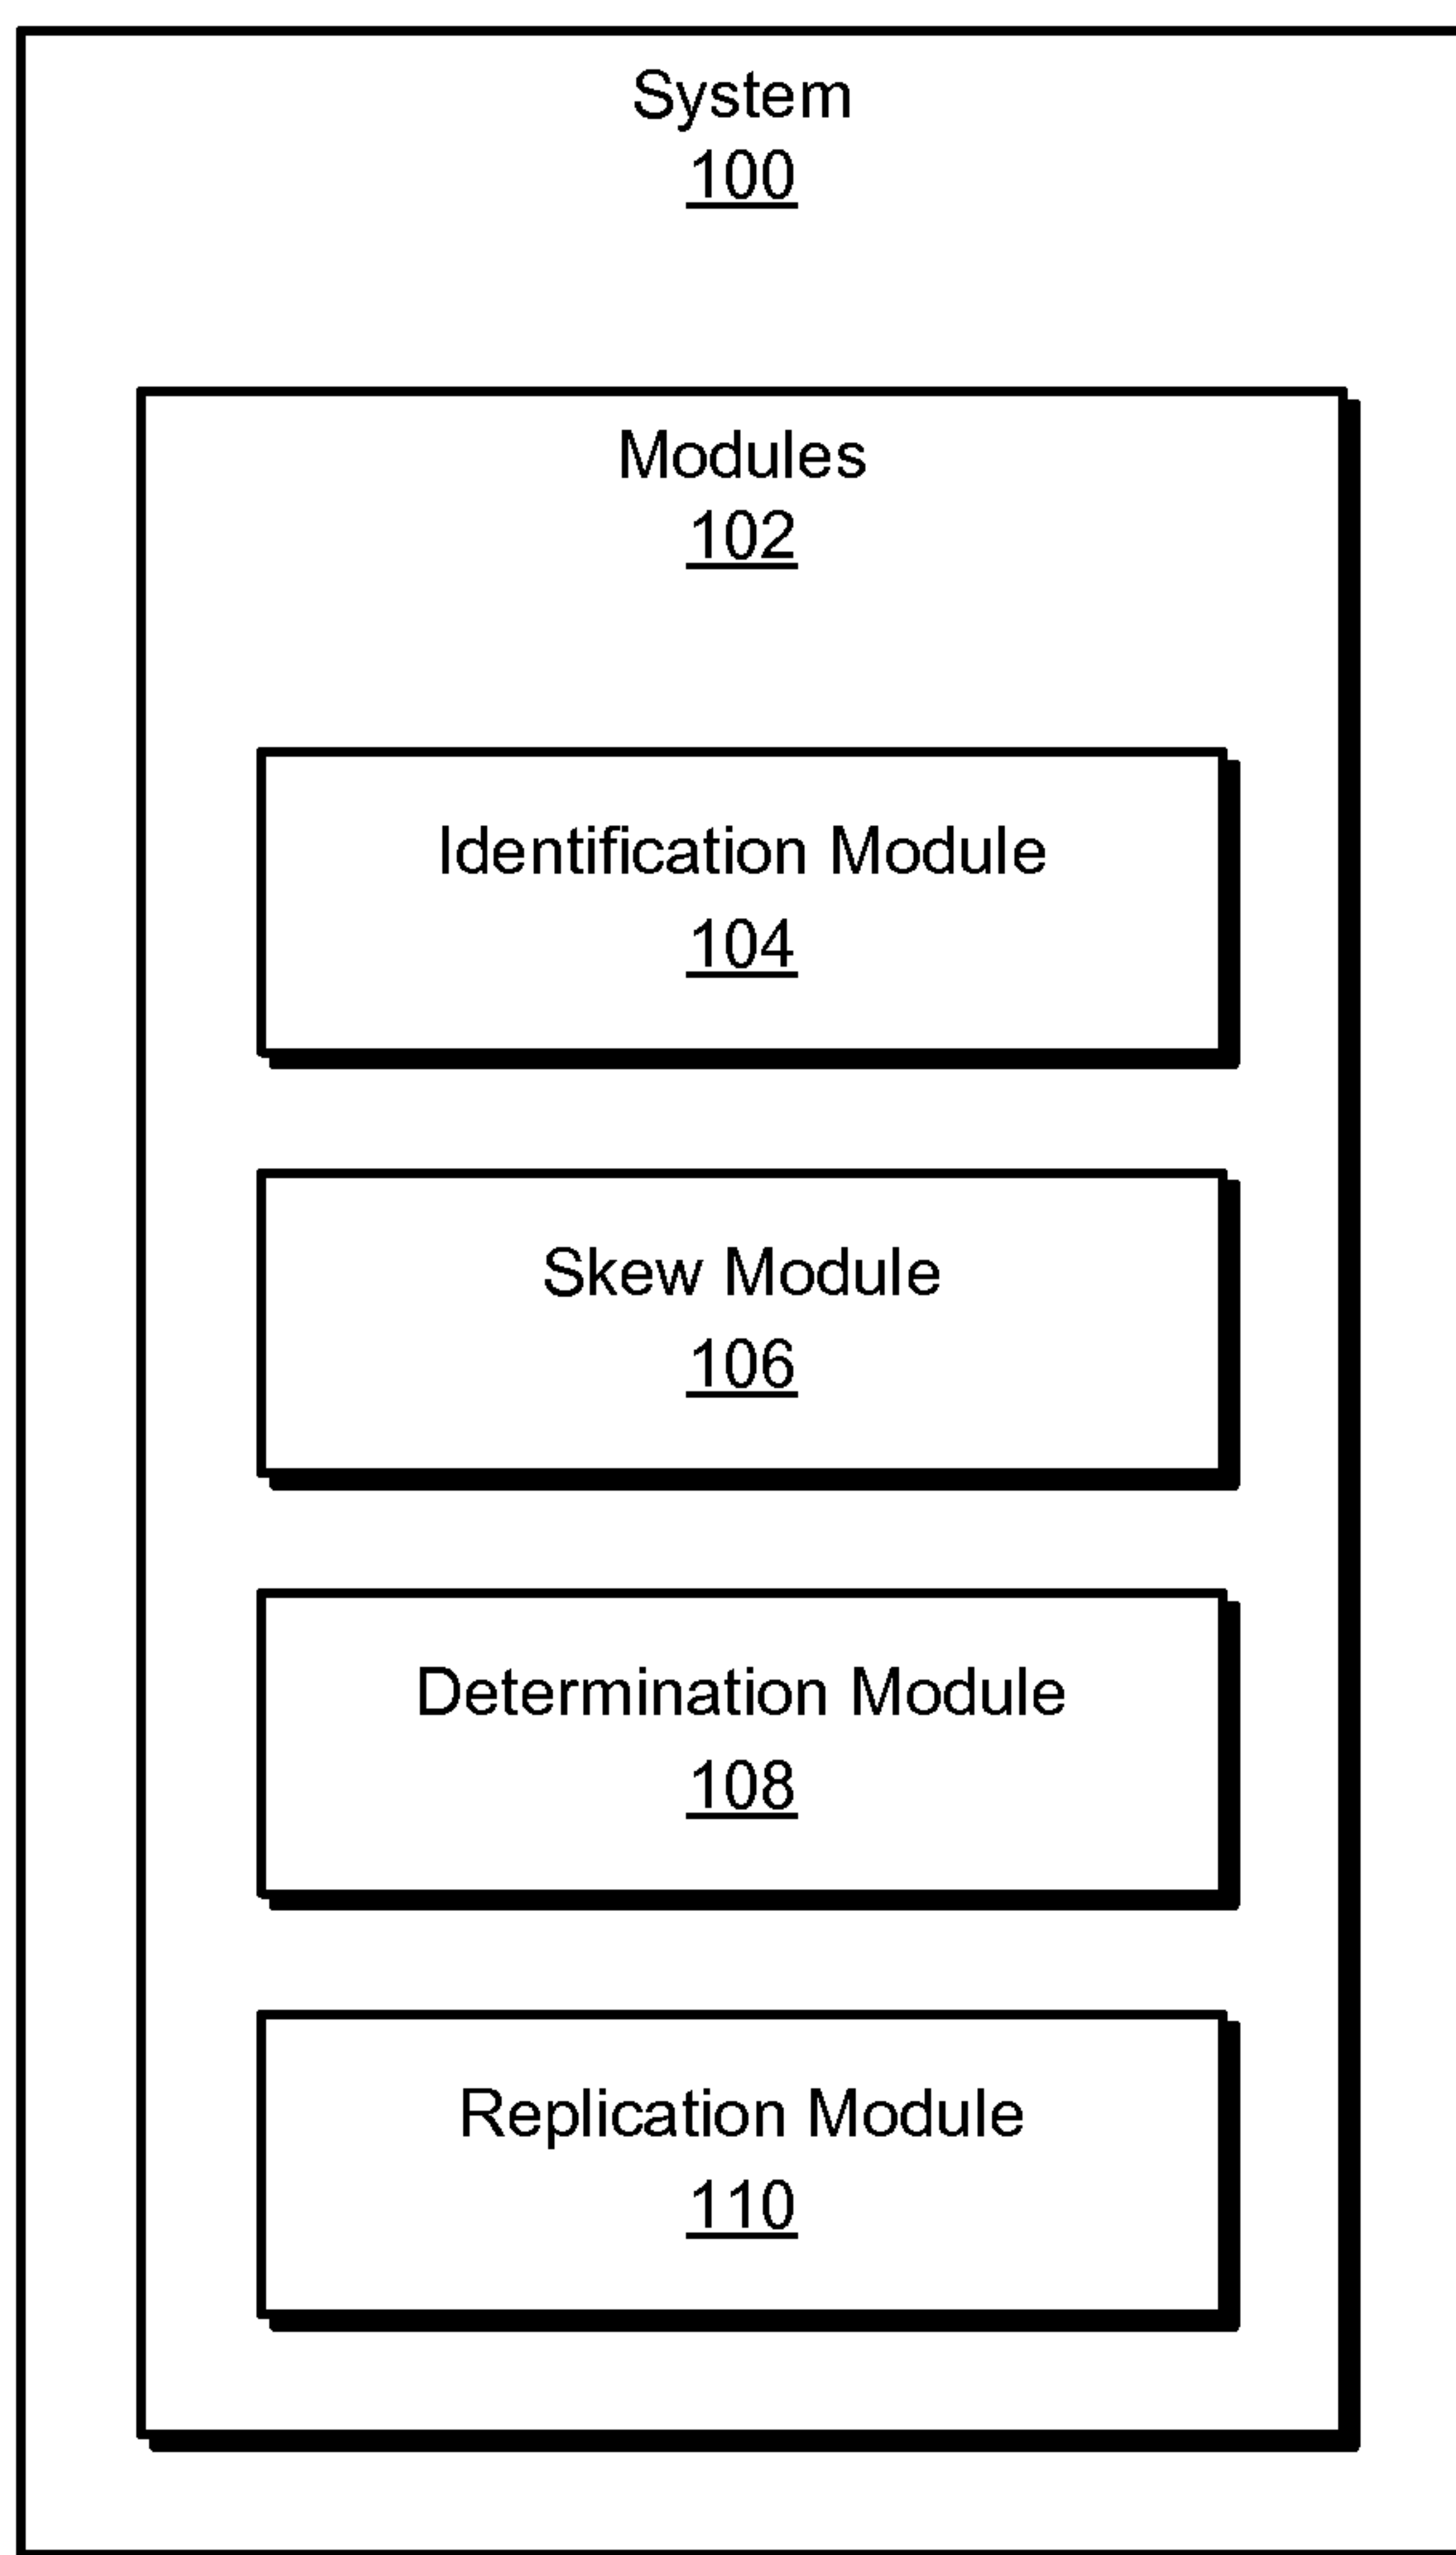 System
100
Modules
102
Identification Module
104
Skew Module
106
Determination Module
108
Replication Module
110